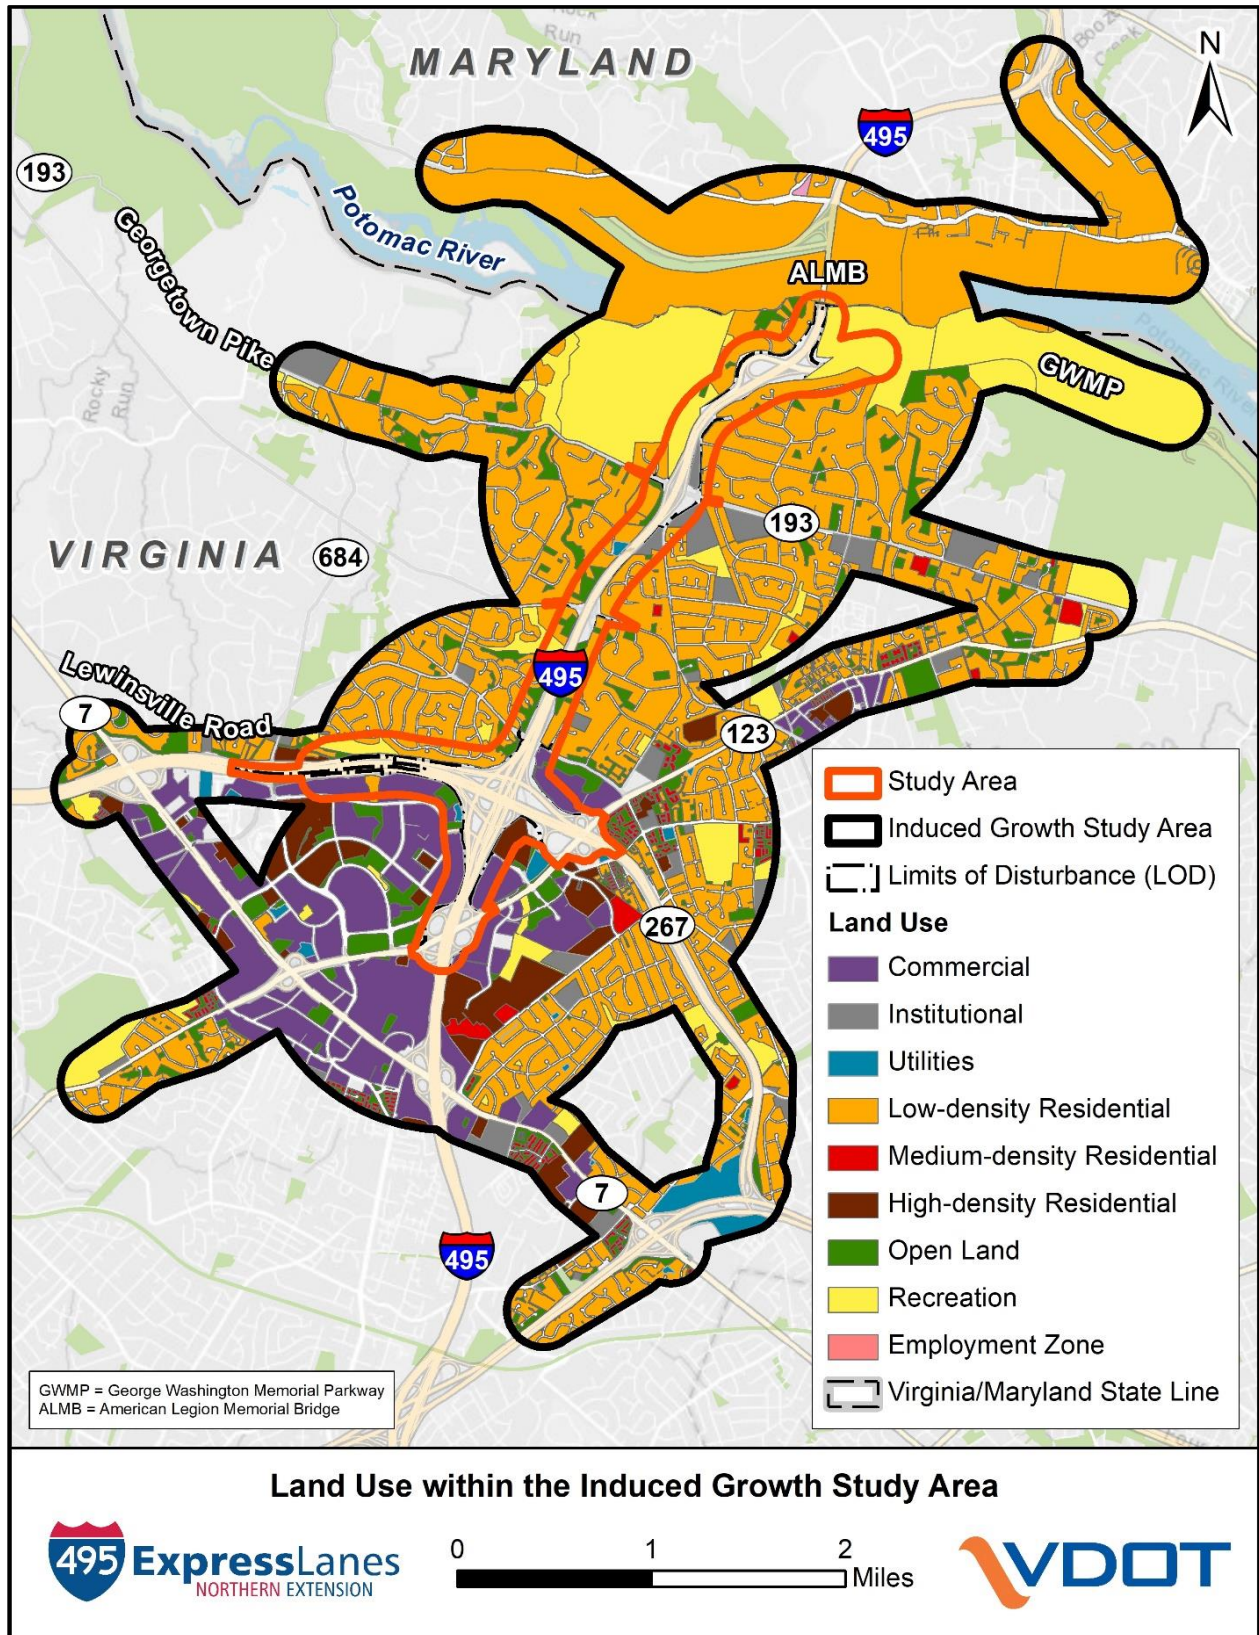 MARYLAND
N
495
193
Potomac River
Georgetown Pike
ALMB
Rocky
Run
Run
Potomac River
GWMP
VIRGINIA
684
193
495
Lewinsville Road
7
123
267
7
495
Study Area
Induced Growth Study Area
Limits of Disturbance (LOD)
Land Use
Commercial
Institutional
Utilities
Low-density Residential
Medium-density Residential
High-density Residential
Open Land
Recreation
Employment Zone
Virginia/Maryland State Line
GWMP = George Washington Memorial Parkway
ALMB = American Legion Memorial Bridge
Land Use within the Induced Growth Study Area
495 ExpressLanes
NORTHERN EXTENSION
0 1 2
Miles
VDOT